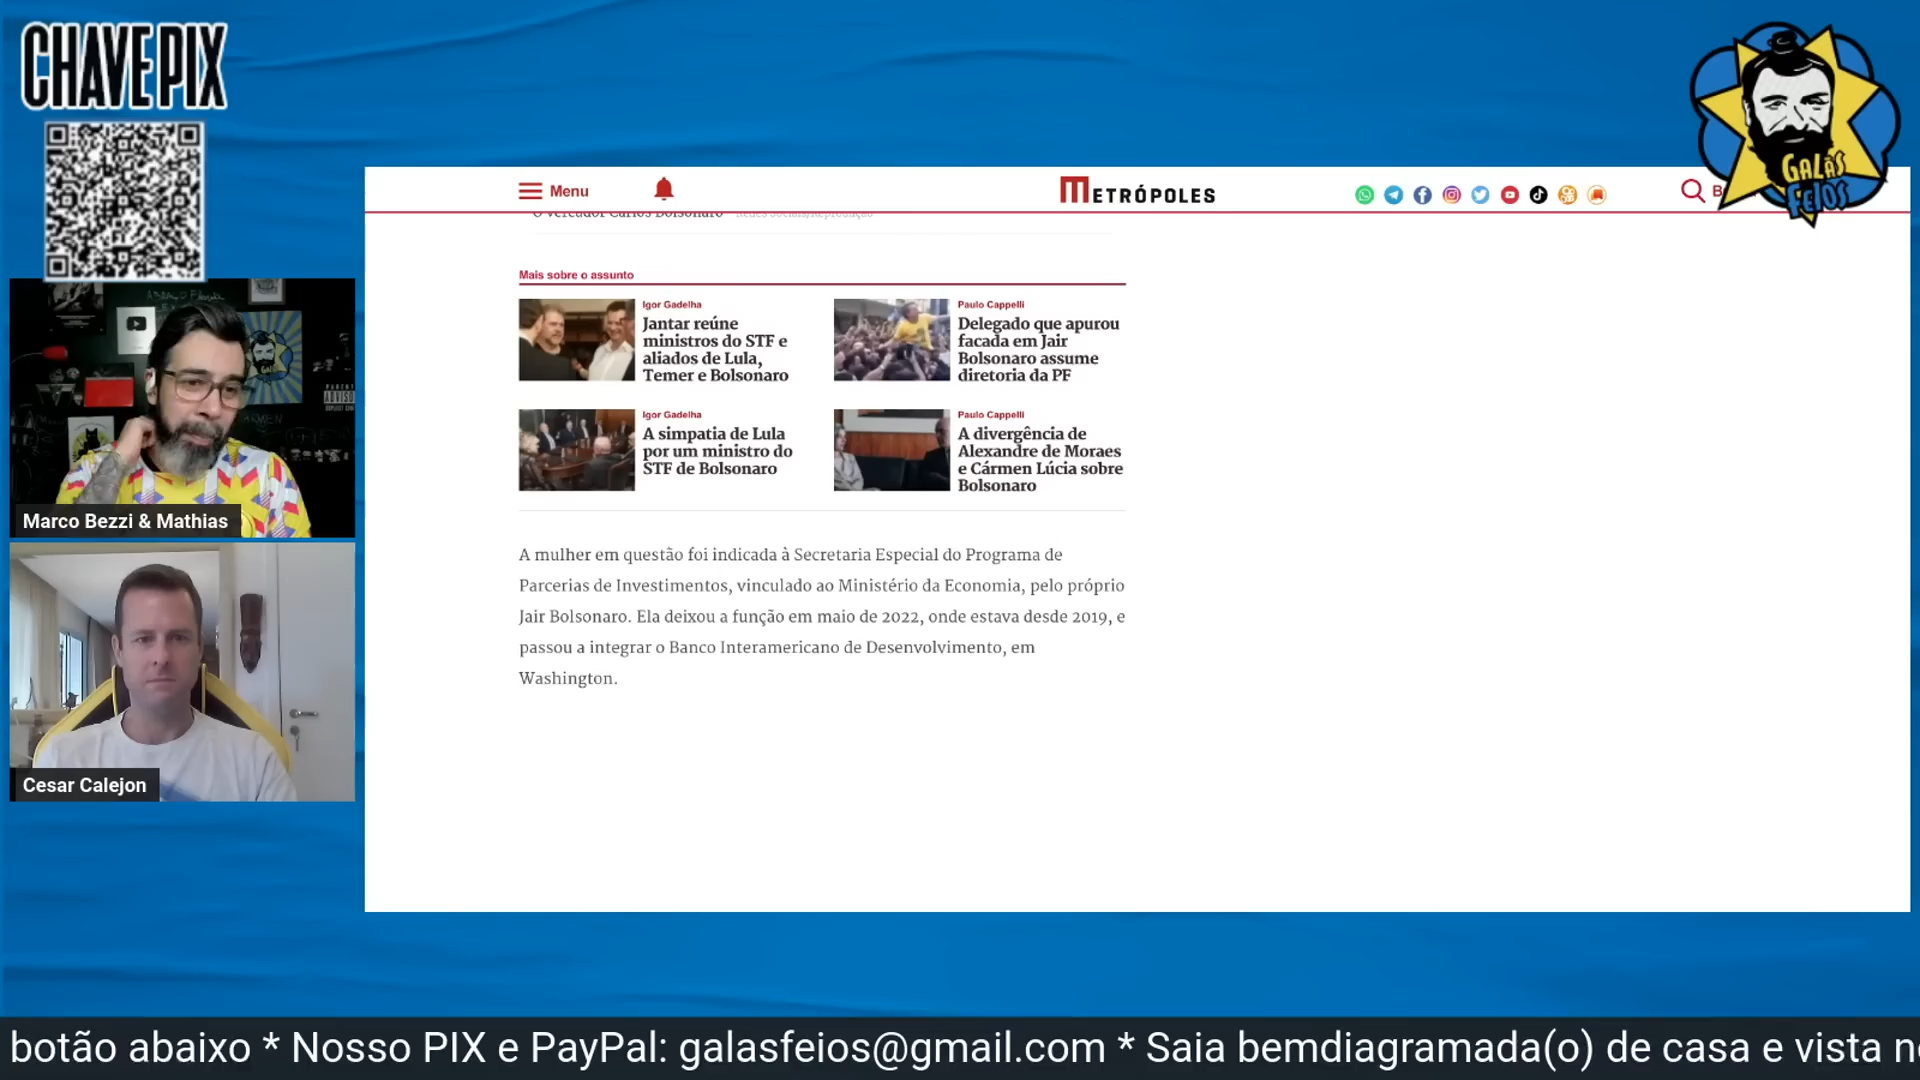 CHAVE PIX
GALÃS
FEIOS
Menu
METRÓPOLES
O vereador Carlos Bolsonaro Redes Sociais/Reprodução
Mais sobre o assunto
Igor Gadelha
Jantar reúne
ministros do STF e
aliados de Lula,
Temer e Bolsonaro
Paulo Cappelli
Delegado que apurou
facada em Jair
Bolsonaro assume
diretoria da PF
Igor Gadelha
A simpatia de Lula
por um ministro do
STF de Bolsonaro
Paulo Cappelli
A divergência de
Alexandre de Moraes
e Cármen Lúcia sobre
Bolsonaro
A mulher em questão foi indicada à Secretaria Especial do Programa de
Parcerias de Investimentos, vinculado ao Ministério da Economia, pelo próprio
Jair Bolsonaro. Ela deixou a função em maio de 2022, onde estava desde 2019, e
passou a integrar o Banco Interamericano de Desenvolvimento, em
Washington.
Marco Bezzi & Mathias
Cesar Calejon
botão abaixo * Nosso PIX e PayPal: galasfeios@gmail.com * Saia bemdiagramada(o) de casa e vista